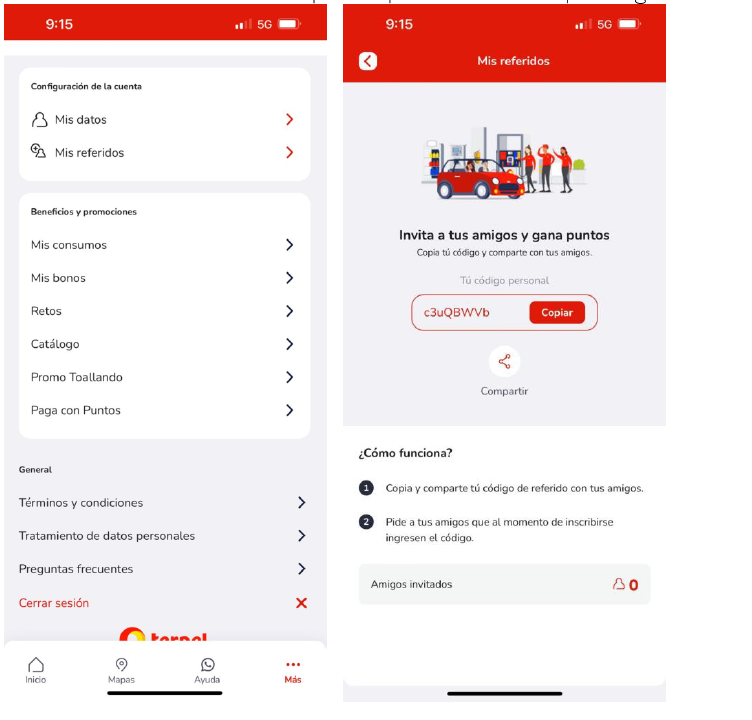 9:15
5G
Configuración de la cuenta
Mis datos
Mis referidos
Beneficios y promociones
Mis consumos
Mis bonos
Retos
Catálogo
Promo Toallando
Paga con Puntos
General
Términos y condiciones
Tratamiento de datos personales
Preguntas frecuentes
Cerrar sesión
terpel
Inicio
Mapas
Ayuda
Más
9:15
5G
Mis referidos
Invita a tus amigos y gana puntos
Copia tú código y comparte con tus amigos.
Tú código personal
c3uQBWVb
Copiar
Compartir
¿Cómo funciona?
1 Copia y comparte tú código de referido con tus amigos.
2 Pide a tus amigos que al momento de inscribirse
ingresen el código.
Amigos invitados
0